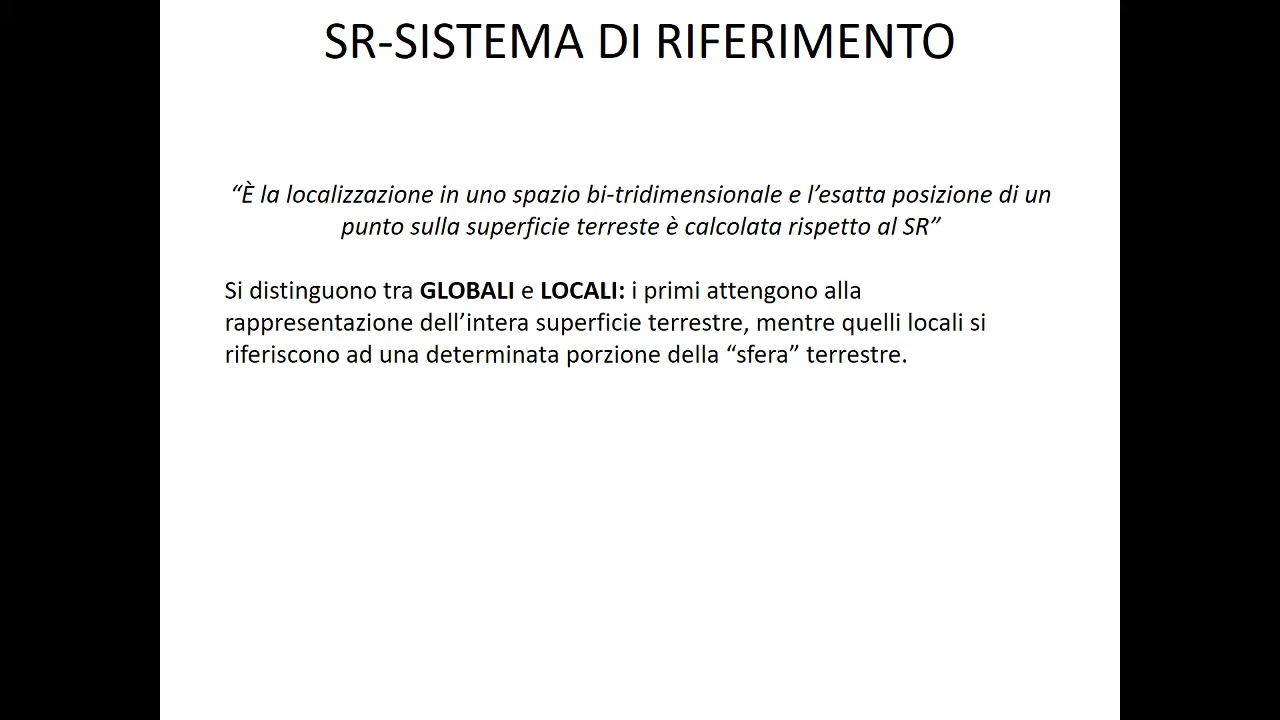 SR-SISTEMA DI RIFERIMENTO
“È la localizzazione in uno spazio bi-tridimensionale e l’esatta posizione di un
punto sulla superficie terreste è calcolata rispetto al SR”
Si distinguono tra GLOBALI e LOCALI: i primi attengono alla
rappresentazione dell’intera superficie terrestre, mentre quelli locali si
riferiscono ad una determinata porzione della “sfera” terrestre.